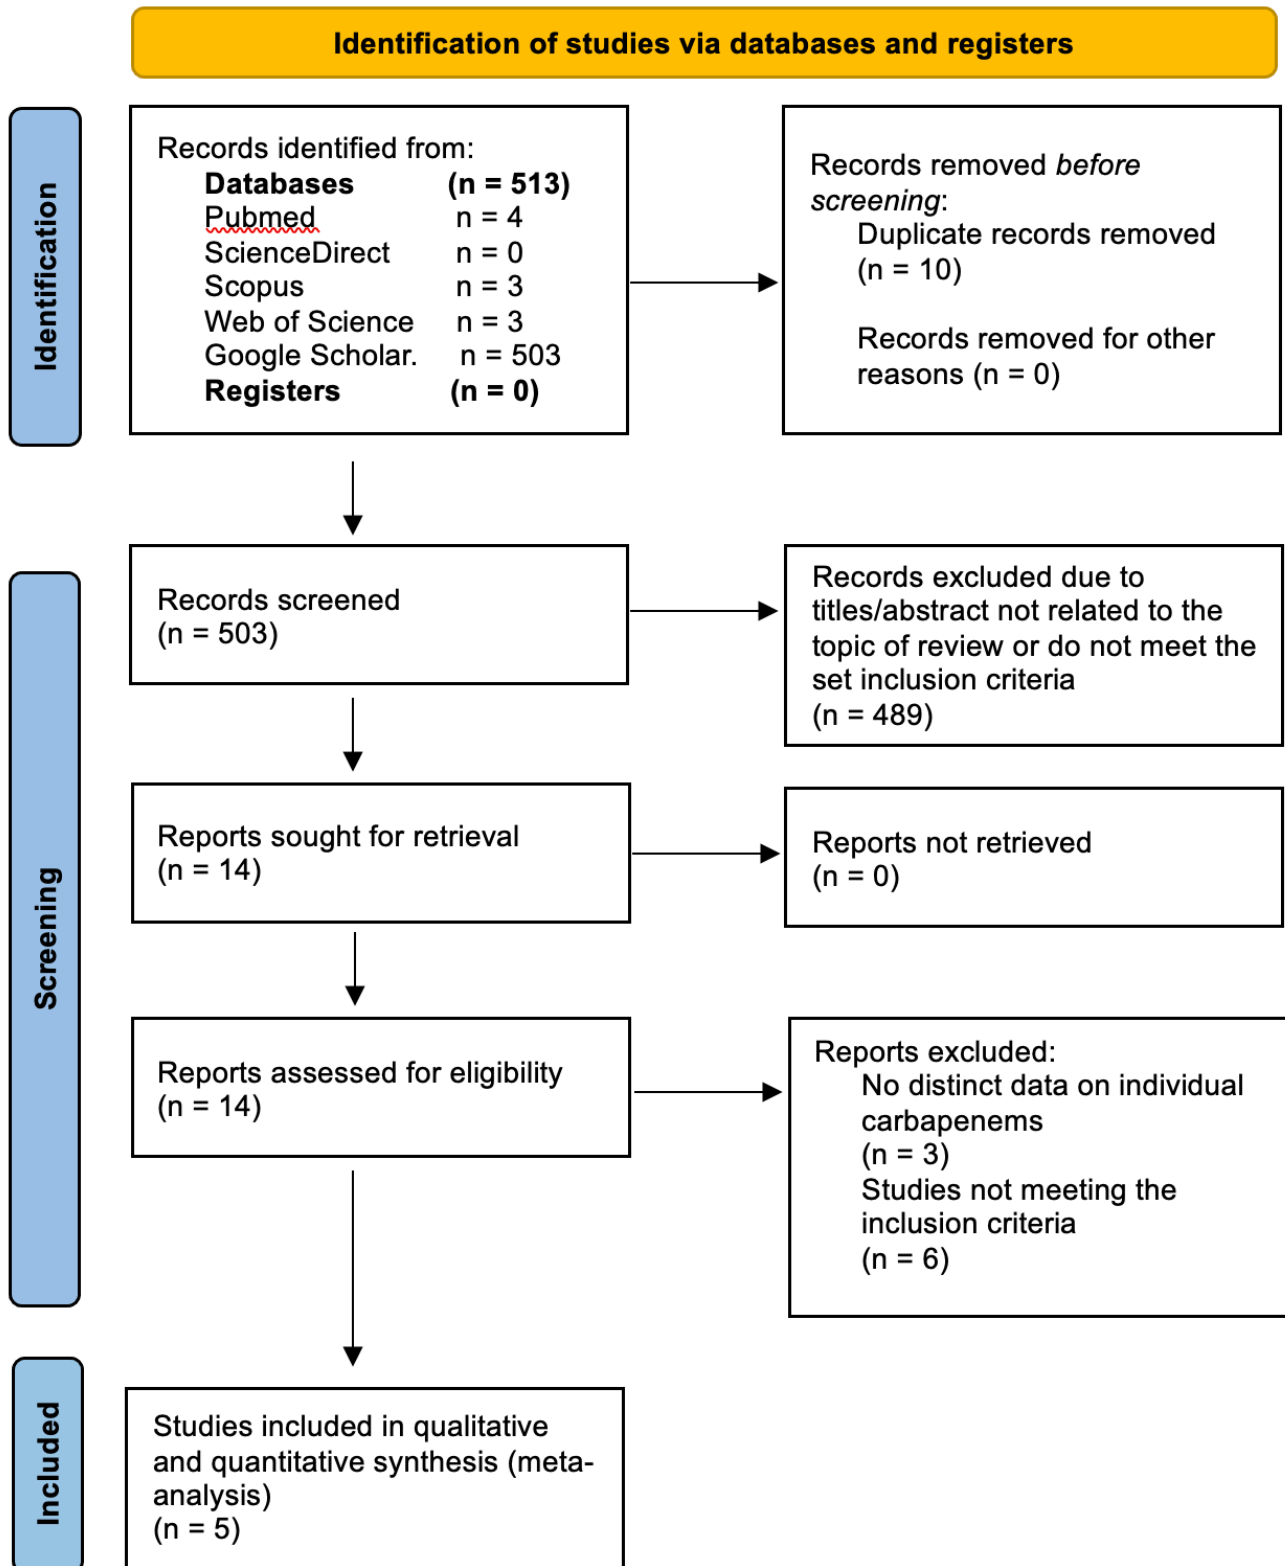 Identification of studies via databases and registers
Identification
Records identified from:
Databases (n = 513)
Pubmed n = 4
ScienceDirect n = 0
Scopus n = 3
Web of Science n = 3
Google Scholar. n = 503
Registers (n = 0)
Records removed before
screening:
Duplicate records removed
(n = 10)
Records removed for other
reasons (n = 0)
Screening
Records screened
(n = 503)
Records excluded due to
titles/abstract not related to the
topic of review or do not meet the
set inclusion criteria
(n = 489)
Reports sought for retrieval
(n = 14)
Reports not retrieved
(n = 0)
Reports assessed for eligibility
(n = 14)
Reports excluded:
No distinct data on individual
carbapenems
(n = 3)
Studies not meeting the
inclusion criteria
(n = 6)
Included
Studies included in qualitative
and quantitative synthesis (meta-
analysis)
(n = 5)